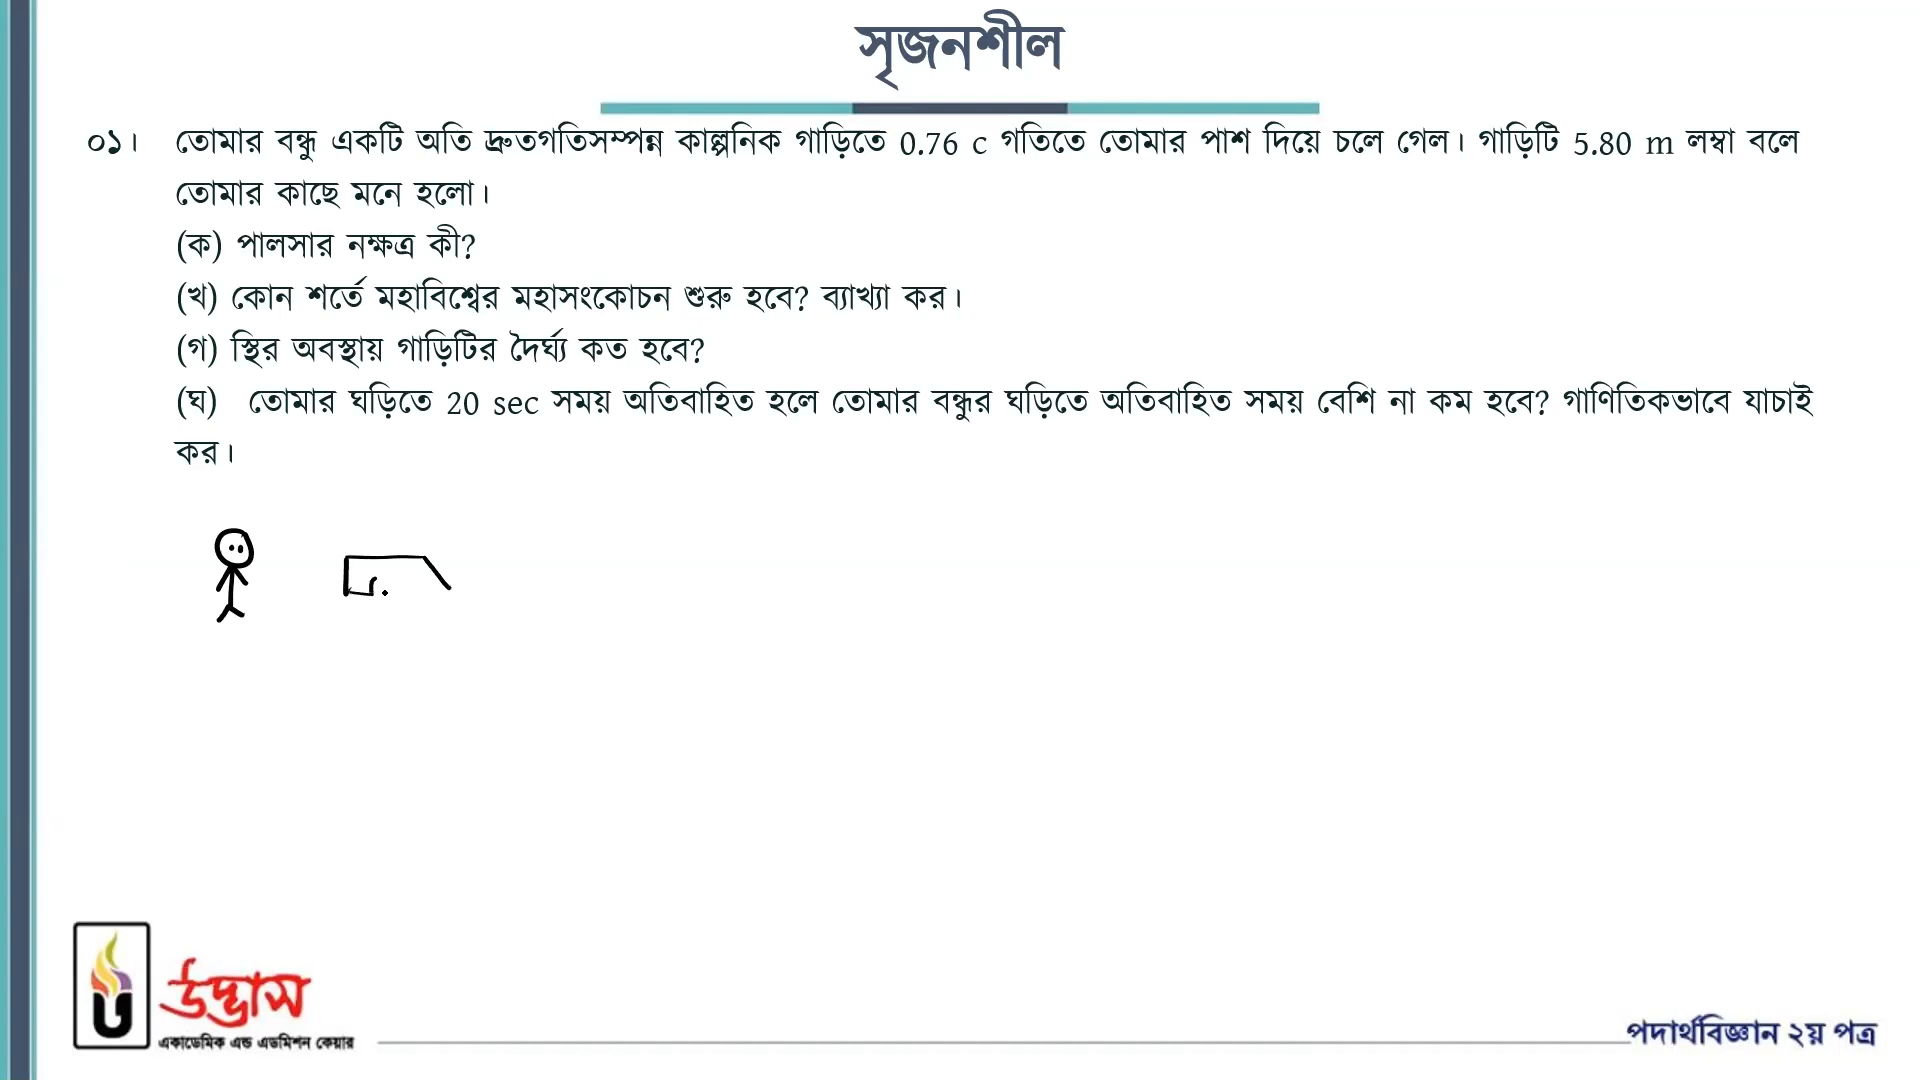 সৃজনশীল
০১। তোমার বন্ধু একটি অতি দ্রুতগতিসম্পন্ন কাল্পনিক গাড়িতে 0.76 c গতিতে তোমার পাশ দিয়ে চলে গেল। গাড়িটি 5.80 m লম্বা বলে
তোমার কাছে মনে হলো।
(ক) পালসার নক্ষত্র কী?
(খ) কোন শর্তে মহাবিশ্বের মহাসংকোচন শুরু হবে? ব্যাখ্যা কর।
(গ) স্থির অবস্থায় গাড়িটির দৈর্ঘ্য কত হবে?
(ঘ) তোমার ঘড়িতে 20 sec সময় অতিবাহিত হলে তোমার বন্ধুর ঘড়িতে অতিবাহিত সময় বেশি না কম হবে? গাণিতিকভাবে যাচাই
কর।
উদ্ভাস
একাডেমিক এন্ড এডমিশন কেয়ার
পদার্থবিজ্ঞান ২য় পত্র